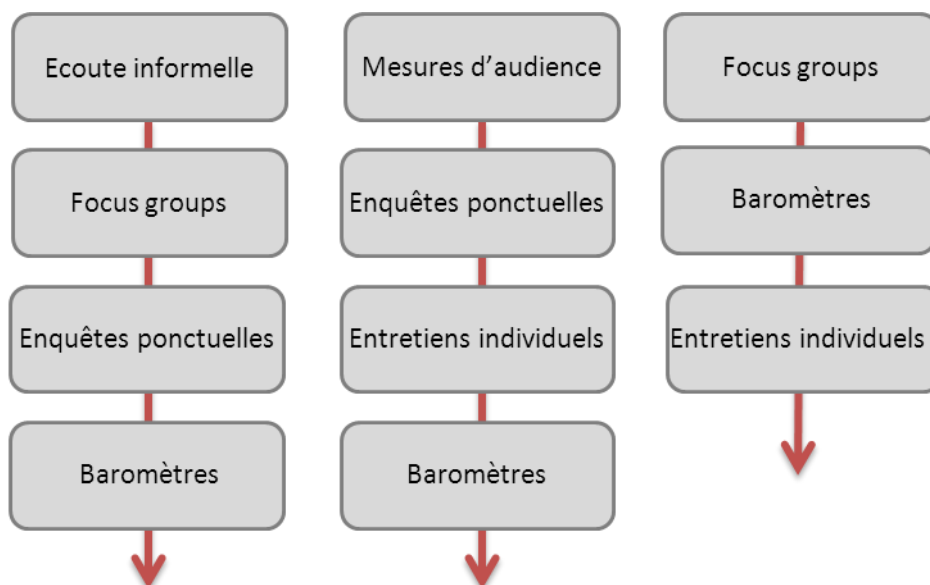 Ecoute informelle
Focus groups
Enquêtes ponctuelles
Baromètres
Mesures d’audience
Enquêtes ponctuelles
Entretiens individuels
Baromètres
Focus groups
Baromètres
Entretiens individuels